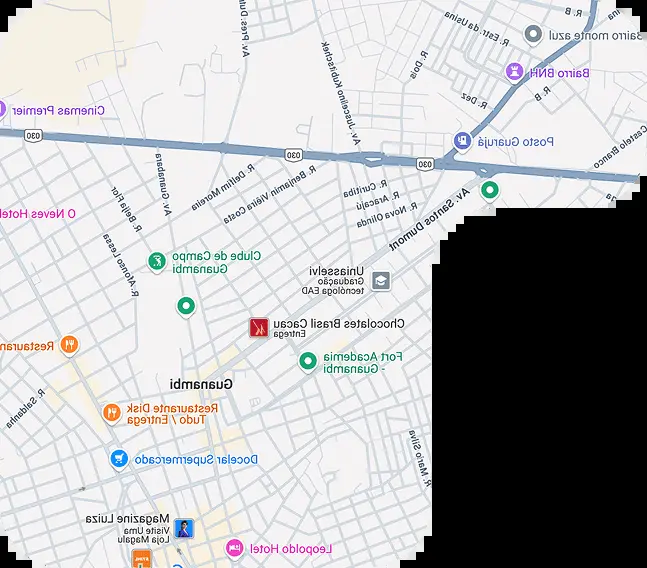 Av. Pres. Dut
R. B
R. Estr. da Usina
Bairro monte azul
Av. Juscelino Kubitschek
R. Dois
Bairro BNH
R. B
R. Dez
Cinemas Premier
Castelo Branco
030
030
030
Posto Guarujá
R. Delfim Moreira
R. Benjamin Vieira Costa
Av. Guanabara
R. Beija Flor
R. Curitiba
R. Aracaju
R. Nova Olinda
Av. Santos Dumont
O Neves Hotel
R. Afonso Lessa
Clube de Campo
Guanambi
Uniasselvi
Graduação
tecnóloga EAD
Chocolates Brasil Cacau
Entrega
Restauran
Fort Academia
- Guanambi
Guanambi
R. Saldanha
Restaurante Disk
Tudo / Entrega
R. Mario Silva
Docelar Supermercado
Magazine Luiza
Visite Uma
Loja Magalu
Leopoldo Hotel